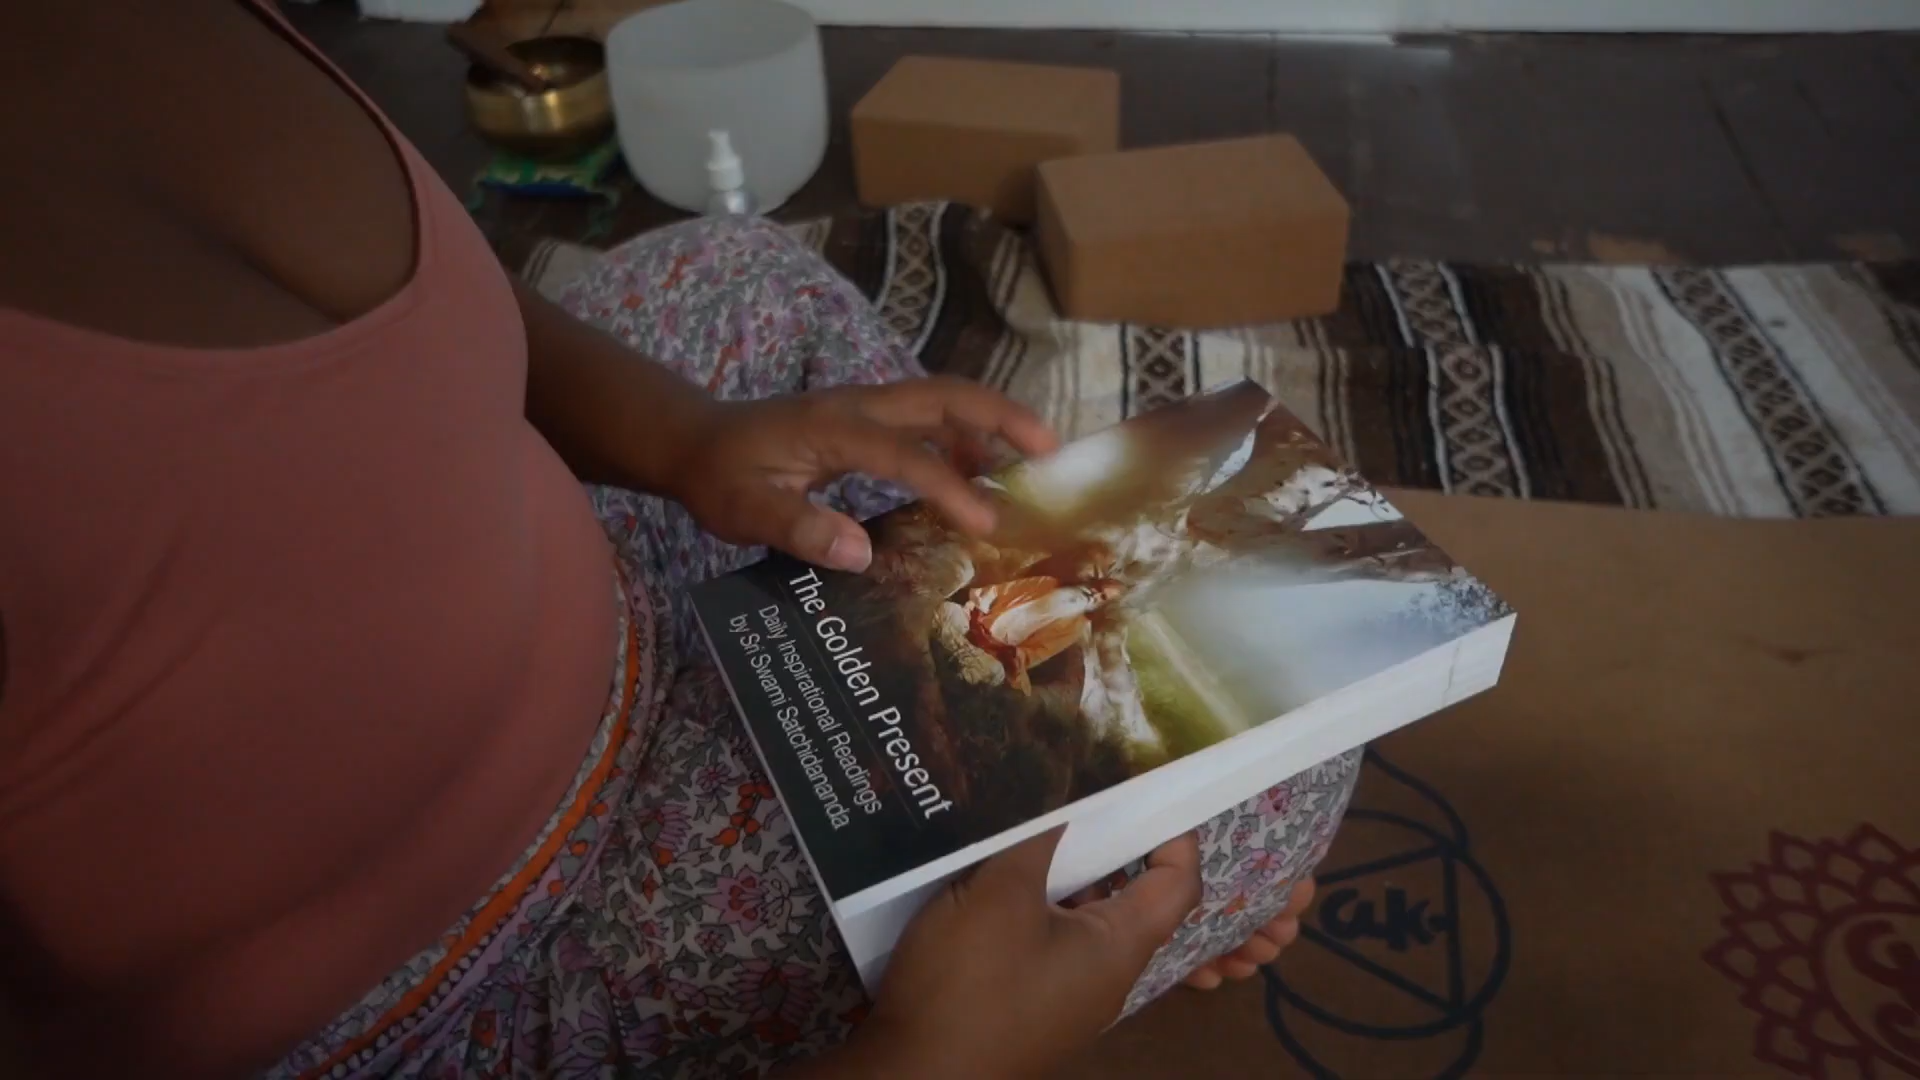 The Golden Present
Daily Inspirational Readings
by Sri Swami Satchidananda